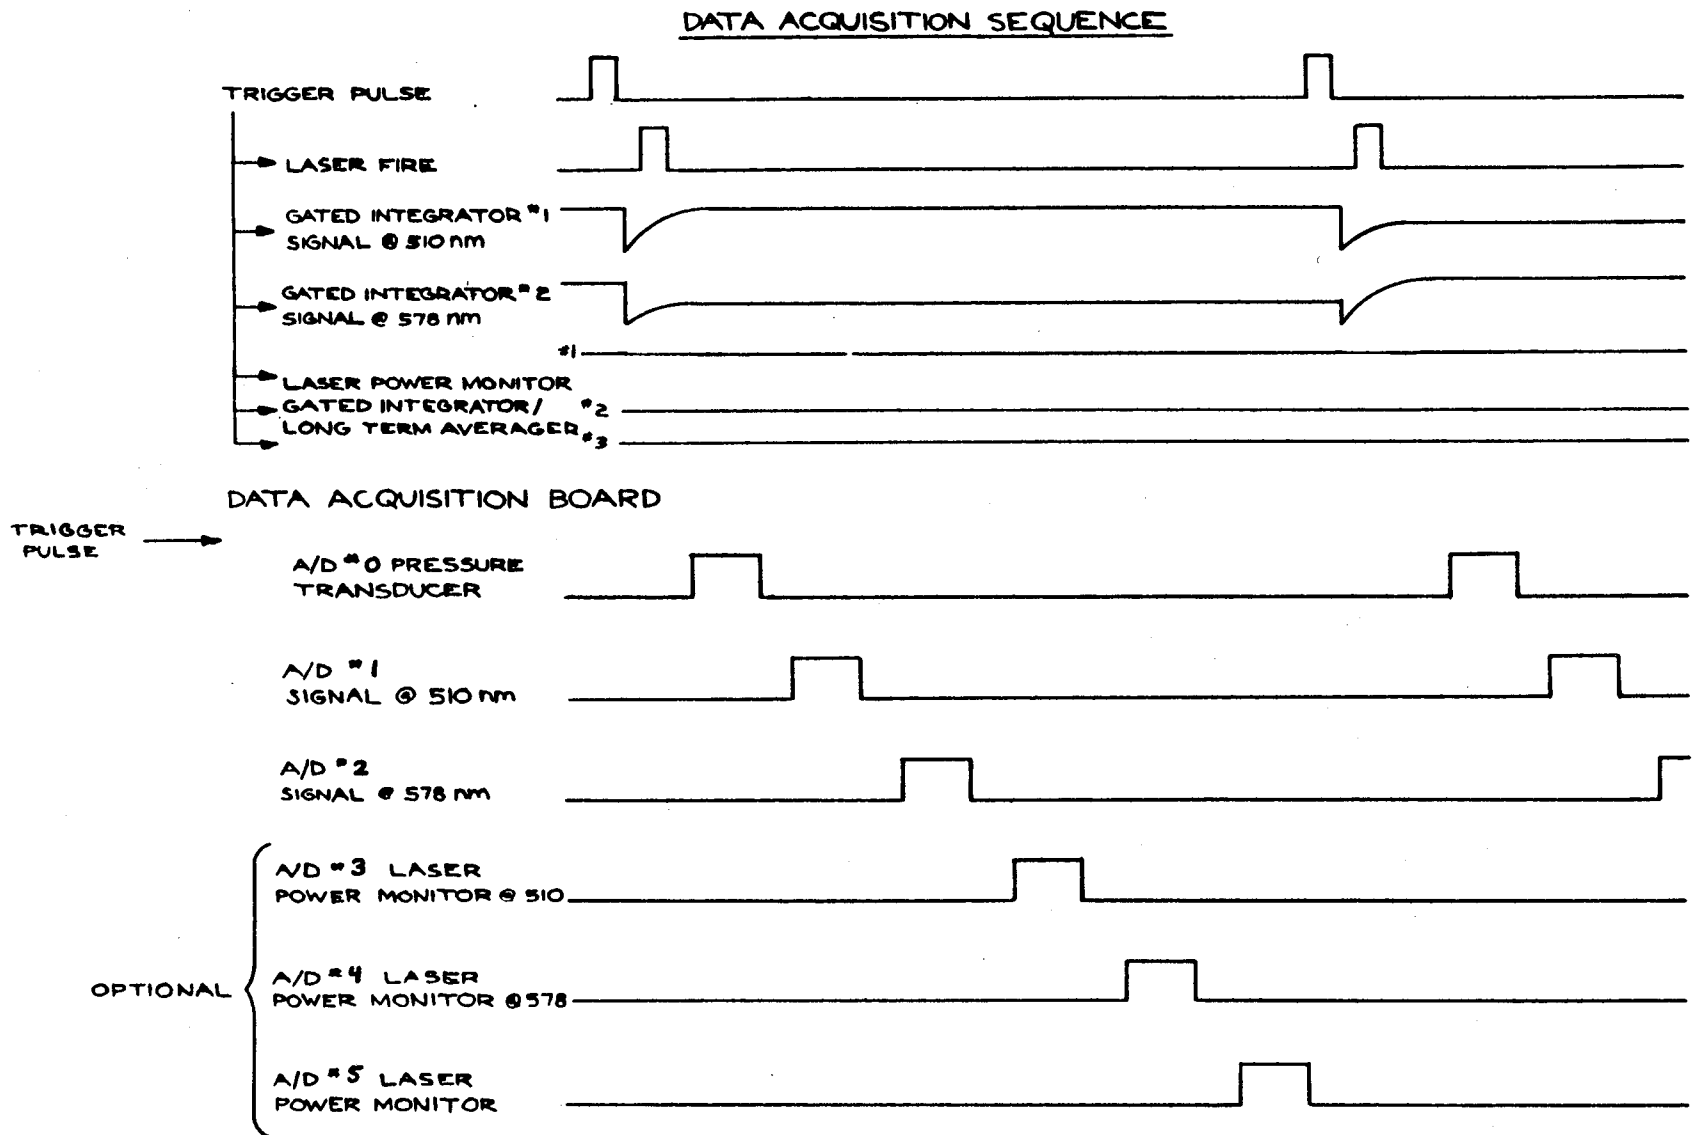 DATA ACQUISITION SEQUENCE
TRIGGER PULSE
LASER FIRE
GATED INTEGRATOR #1
SIGNAL @ 510 nm
GATED INTEGRATOR #2
SIGNAL @ 578 nm
#1
LASER POWER MONITOR
GATED INTEGRATOR/ #2
LONG TERM AVERAGER #3
DATA ACQUISITION BOARD
TRIGGER
PULSE
A/D #0 PRESSURE
TRANSDUCER
A/D #1
SIGNAL @ 510 nm
A/D #2
SIGNAL @ 578 nm
A/D #3 LASER
POWER MONITOR @ 510
OPTIONAL
A/D #4 LASER
POWER MONITOR @ 578
A/D #5 LASER
POWER MONITOR